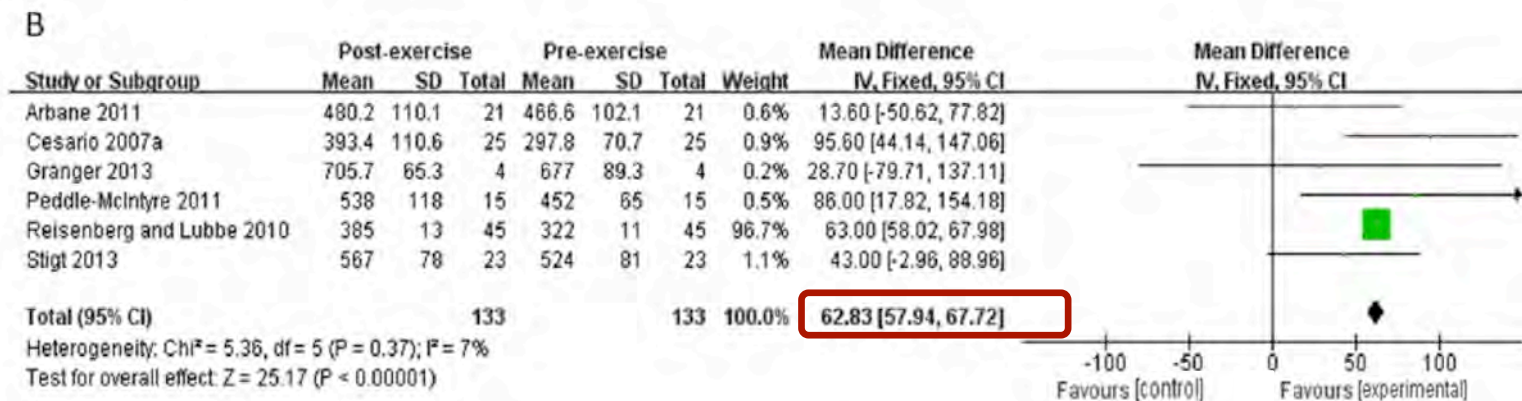 B
Post-exercise Pre-exercise Mean Difference Mean Difference
Study or Subgroup Mean SD Total Mean SD Total Weight IV, Fixed, 95% CI IV, Fixed, 95% CI
Arbane 2011 480.2 110.1 21 466.6 102.1 21 0.6% 13.60 [-50.62, 77.82]
Cesario 2007a 393.4 110.6 25 297.8 70.7 25 0.9% 95.60 [44.14, 147.06]
Granger 2013 705.7 65.3 4 677 89.3 4 0.2% 28.70 [-79.71, 137.11]
Peddle-McIntyre 2011 538 118 15 452 65 15 0.5% 86.00 [17.82, 154.18]
Reisenberg and Lubbe 2010 385 13 45 322 11 45 96.7% 63.00 [58.02, 67.98]
Stigt 2013 567 78 23 524 81 23 1.1% 43.00 [-2.96, 88.96]
Total (95% CI) 133 133 100.0% 62.83 [57.94, 67.72]
Heterogeneity: Chi² = 5.36, df = 5 (P = 0.37); I² = 7%
Test for overall effect: Z = 25.17 (P < 0.00001)
-100 -50 0 50 100
Favours [control] Favours [experimental]